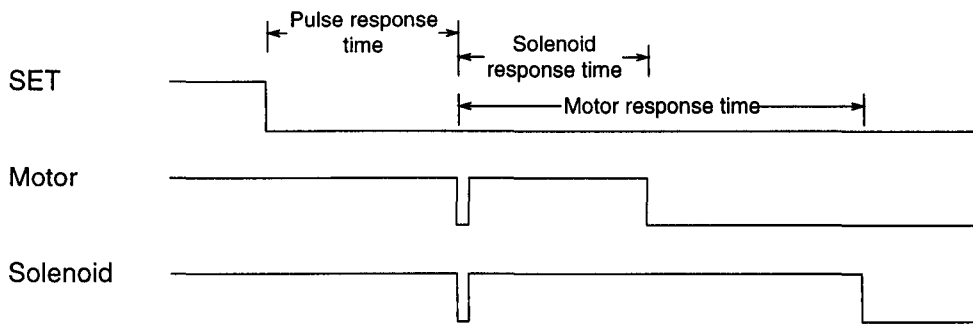 Pulse response
time
Solenoid
response time
SET
Motor response time
Motor
Solenoid